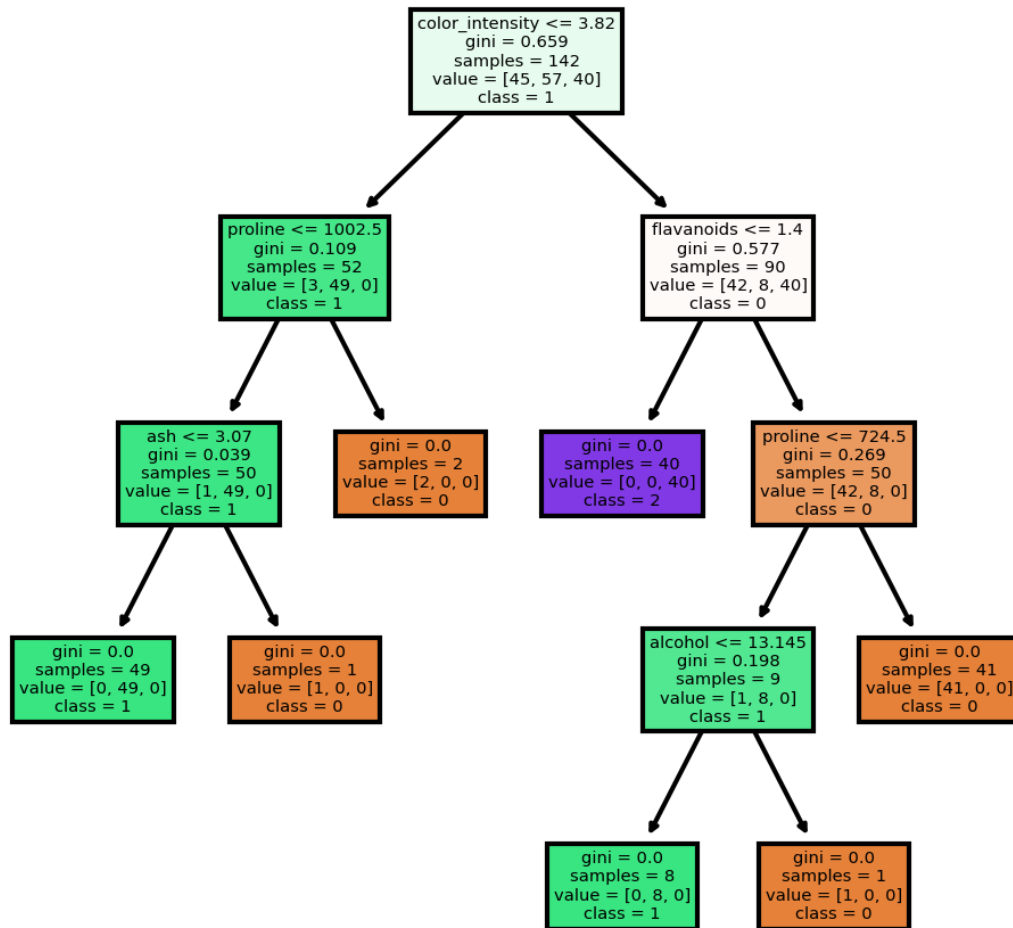 color_intensity <= 3.82
gini = 0.659
samples = 142
value = [45, 57, 40]
class = 1
proline <= 1002.5
gini = 0.109
samples = 52
value = [3, 49, 0]
class = 1
flavanoids <= 1.4
gini = 0.577
samples = 90
value = [42, 8, 40]
class = 0
ash <= 3.07
gini = 0.039
samples = 50
value = [1, 49, 0]
class = 1
gini = 0.0
samples = 2
value = [2, 0, 0]
class = 0
gini = 0.0
samples = 40
value = [0, 0, 40]
class = 2
proline <= 724.5
gini = 0.269
samples = 50
value = [42, 8, 0]
class = 0
gini = 0.0
samples = 49
value = [0, 49, 0]
class = 1
gini = 0.0
samples = 1
value = [1, 0, 0]
class = 0
alcohol <= 13.145
gini = 0.198
samples = 9
value = [1, 8, 0]
class = 1
gini = 0.0
samples = 41
value = [41, 0, 0]
class = 0
gini = 0.0
samples = 8
value = [0, 8, 0]
class = 1
gini = 0.0
samples = 1
value = [1, 0, 0]
class = 0